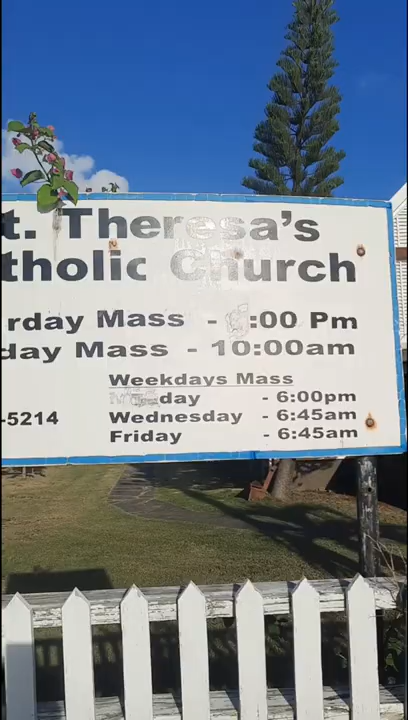 t. Theresa's
tholic Church
rday Mass - :00 Pm
day Mass - 10:00am
Weekdays Mass
day - 6:00pm
-5214 Wednesday - 6:45am
Friday - 6:45am